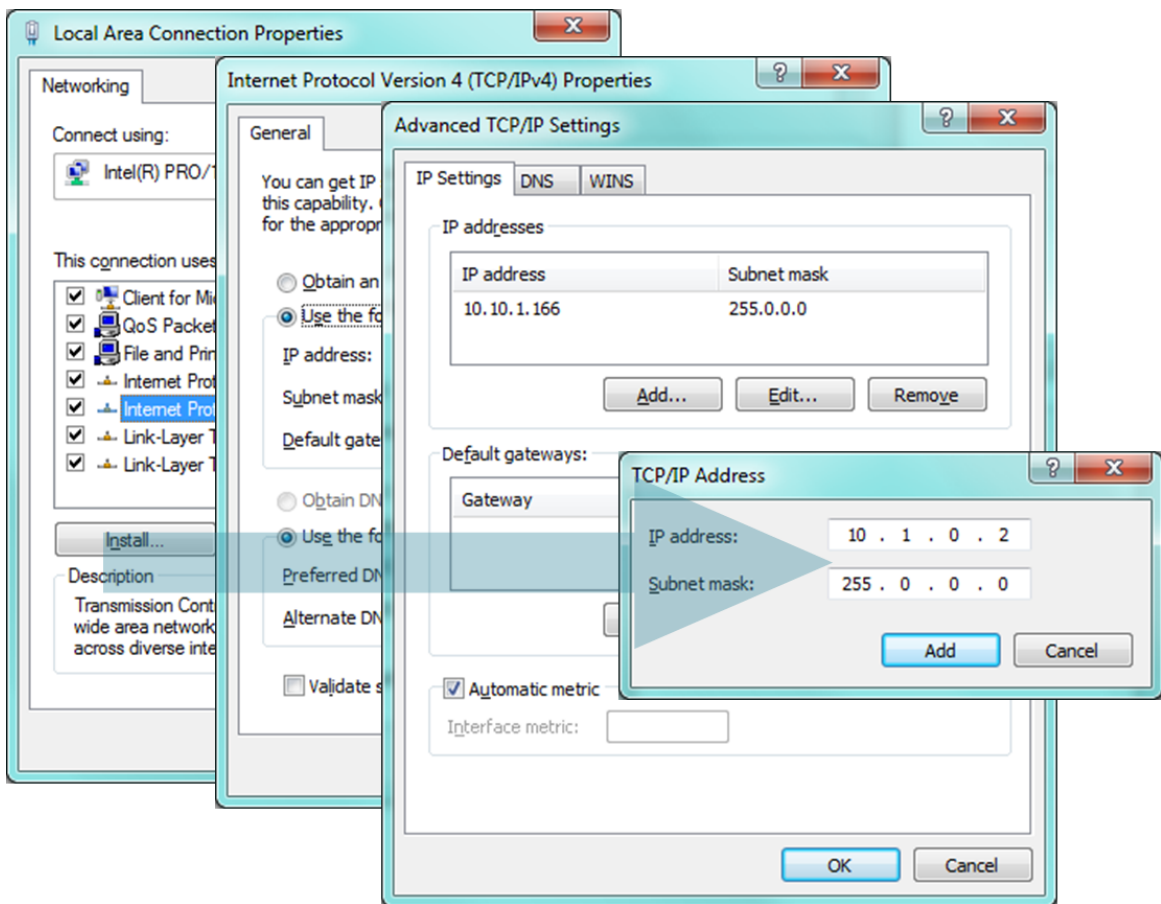 Local Area Connection Properties
Networking
Connect using:
Intel(R) PRO/1
This connection uses
Client for Mi
QoS Packet
File and Prin
Internet Prot
Internet Prot
Link-Layer T
Link-Layer T
Install...
Description
Transmission Cont
wide area network
across diverse inte
Internet Protocol Version 4 (TCP/IPv4) Properties
General
You can get IP
this capability.
for the appropr
Obtain an
Use the fo
IP address:
Subnet mask
Default gate
Obtain DN
Use the fo
Preferred DN
Alternate DN
Validate s
Advanced TCP/IP Settings
IP Settings
DNS
WINS
IP addresses
IP address Subnet mask
10.10.1.166 255.0.0.0
Add... Edit... Remove
Default gateways:
Gateway
Automatic metric
Interface metric:
OK Cancel
TCP/IP Address
IP address: 10 . 1 . 0 . 2
Subnet mask: 255 . 0 . 0 . 0
Add Cancel